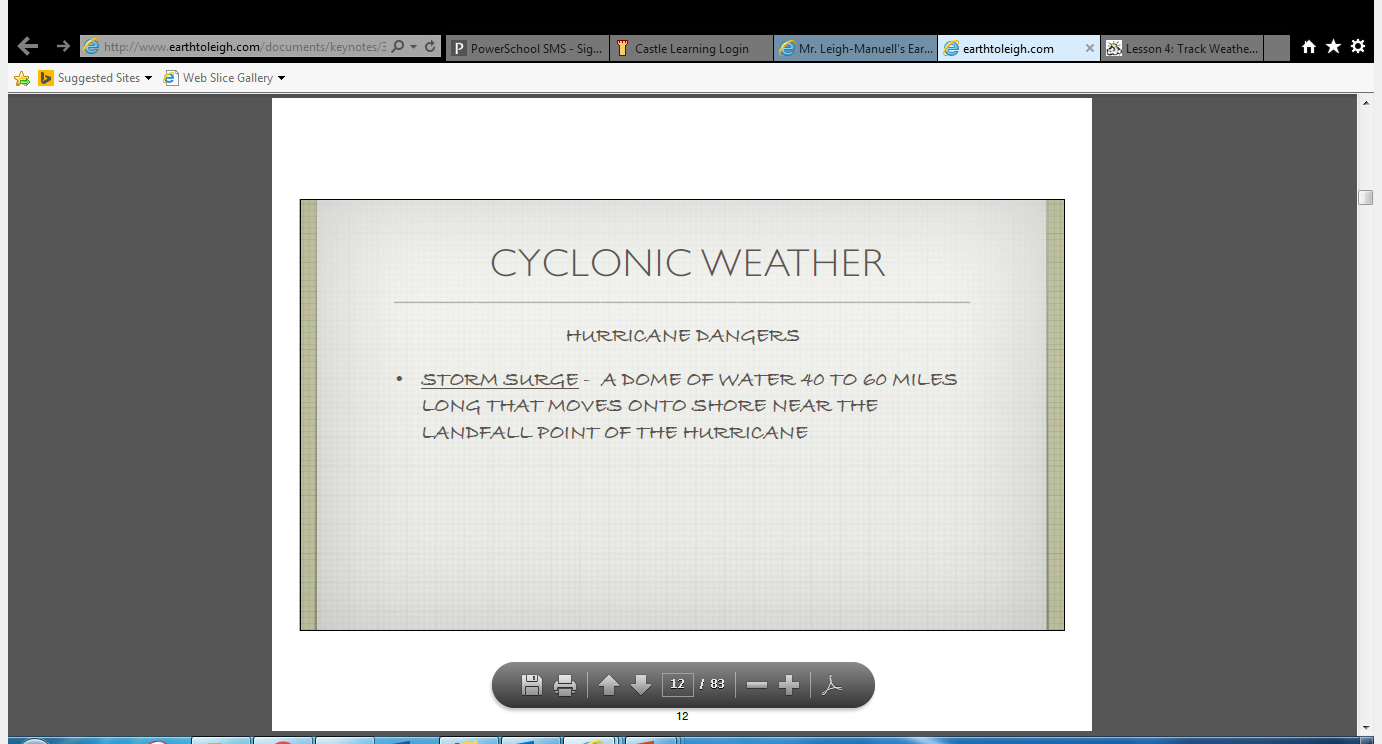 http://www.earthtoleigh.com/documents/keynotes/3
PowerSchool SMS - Sig...
Castle Learning Login
Mr. Leigh-Manuell's Ear...
earthtoleigh.com
Lesson 4: Track Weathe...
Suggested Sites
Web Slice Gallery
CYCLONIC WEATHER
HURRICANE DANGERS
• STORM SURGE - A DOME OF WATER 40 TO 60 MILES
LONG THAT MOVES ONTO SHORE NEAR THE
LANDFALL POINT OF THE HURRICANE
12 / 83
12